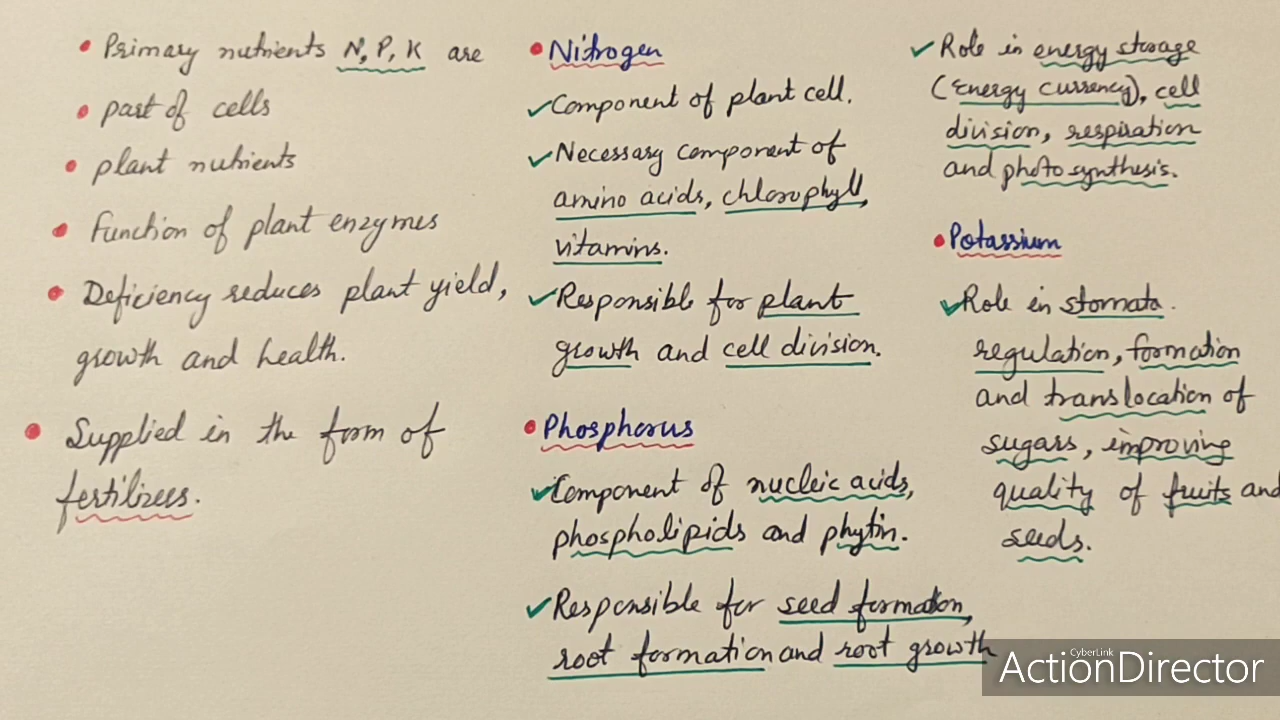 • Primary nutrients N, P, K are
• part of cells
• plant nutrients
• Function of plant enzymes
• Deficiency reduces plant yield,
growth and health.
• Supplied in the form of
fertilizers.
• Nitrogen
✓ Component of plant cell.
✓ Necessary component of
amino acids, chlorophyll,
vitamins.
✓ Responsible for plant
growth and cell division.
• Phosphorus
✓ Component of nucleic acids,
phospholipids and phytin.
✓ Responsible for seed formation,
root formation and root growth
✓ Role in energy storage
(Energy currency), cell
division, respiration
and photosynthesis.
• Potassium
✓ Role in stomata.
regulation, formation
and translocation of
sugars, improving
quality of fruits and
seeds.
CyberLink
ActionDirector